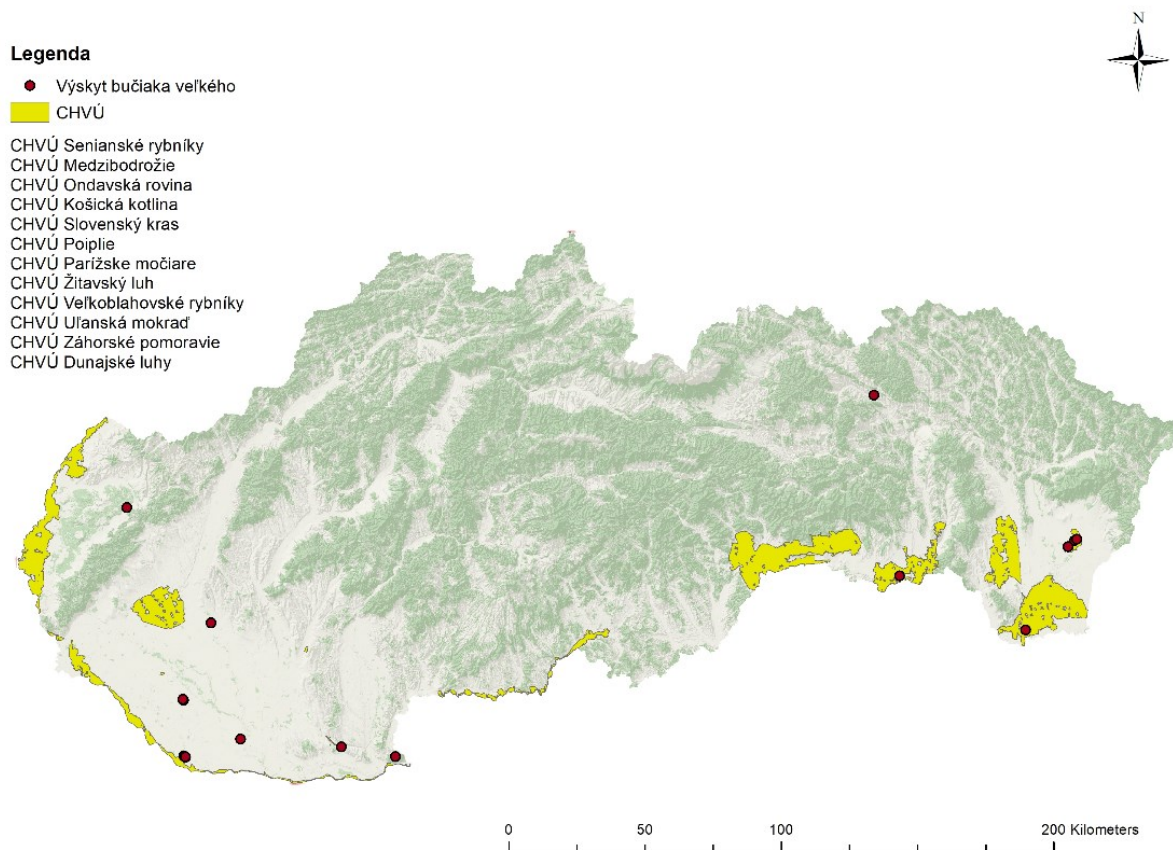 N
Legenda
Výskyt bučiaka veľkého
CHVÚ
CHVÚ Senianské rybníky
CHVÚ Medzibodrožie
CHVÚ Ondavská rovina
CHVÚ Košická kotlina
CHVÚ Slovenský kras
CHVÚ Poiplie
CHVÚ Parížske močiare
CHVÚ Žitavský luh
CHVÚ Veľkoblahovské rybníky
CHVÚ Uľanská mokraď
CHVÚ Záhorské pomoravie
CHVÚ Dunajské luhy
0 50 100 200 Kilometers